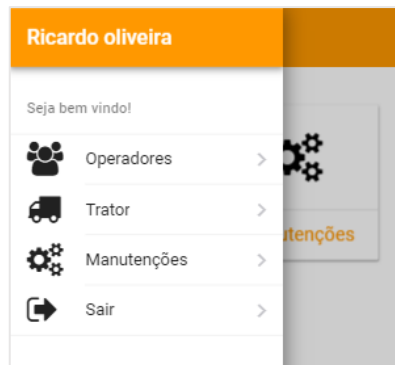 Ricardo oliveira
Seja bem vindo!
Operadores
Trator
Manutenções
utenções
Sair